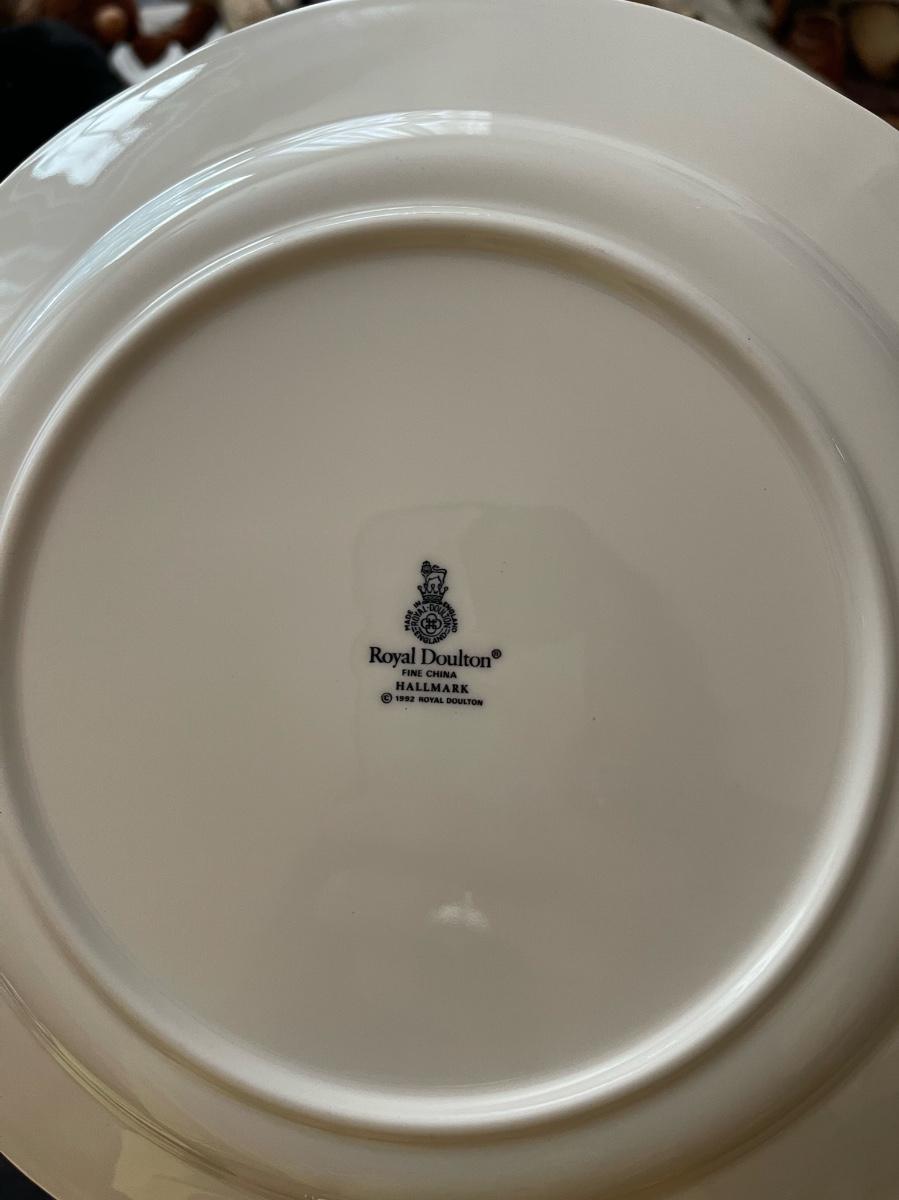 MADE IN ENGLAND
ROYAL·DOULTON
ENGLAND
Royal Doulton®
FINE CHINA
HALLMARK
© 1992 ROYAL DOULTON